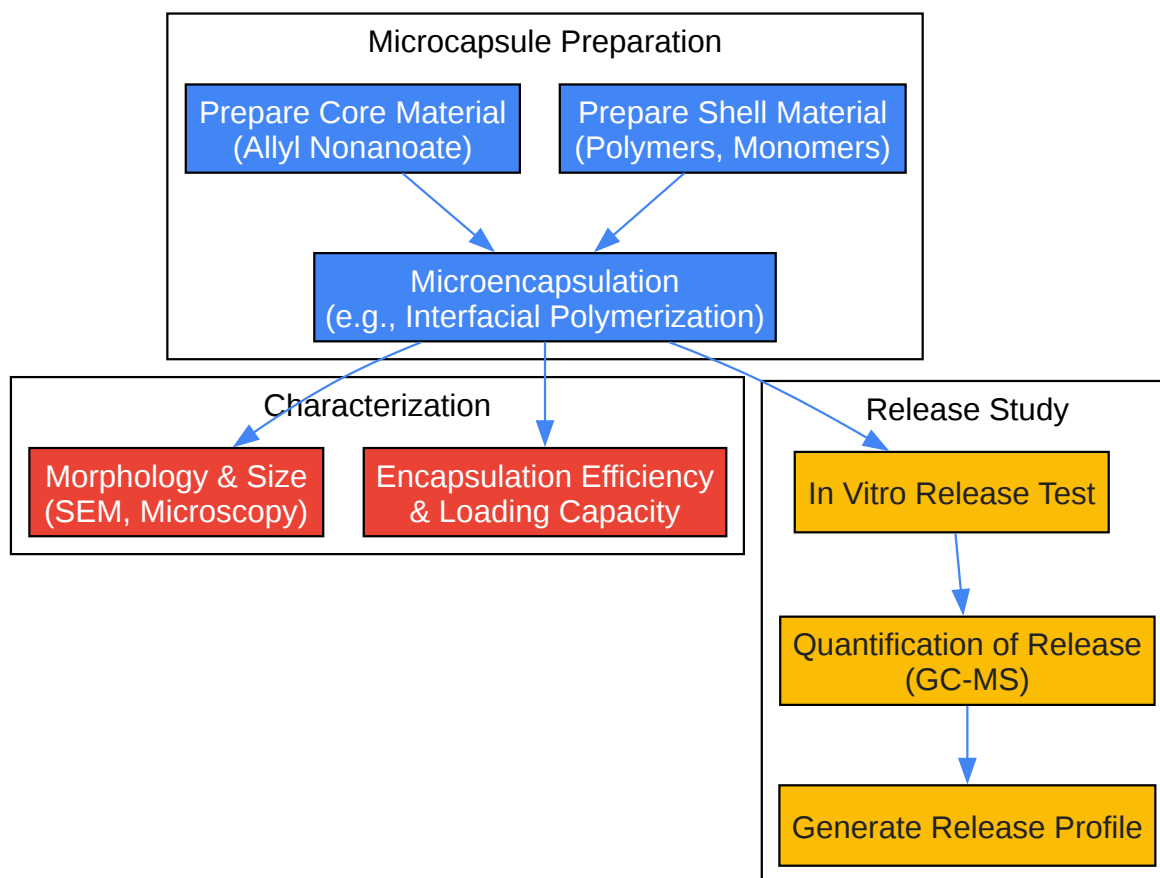 Microcapsule Preparation
Prepare Core Material
(Allyl Nonanoate)
Prepare Shell Material
(Polymers, Monomers)
Microencapsulation
(e.g., Interfacial Polymerization)
Characterization
Morphology & Size
(SEM, Microscopy)
Encapsulation Efficiency
& Loading Capacity
Release Study
In Vitro Release Test
Quantification of Release
(GC-MS)
Generate Release Profile